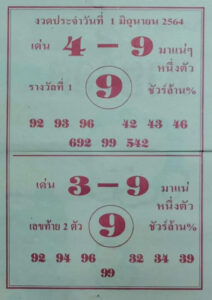 งวดประจำวันที่ 1 มิถุนายน 2564
เด่น 4 – 9 มาแน่ๆ
หนึ่งตัว
รางวัลที่ 1 9 ชัวร์ล้าน%
92 93 96 42 43 46
692 99 542
เด่น 3 – 9 มาแน่
หนึ่งตัว
เลขท้าย 2 ตัว 9 ชัวร์ล้าน%
92 94 96 32 34 39
99